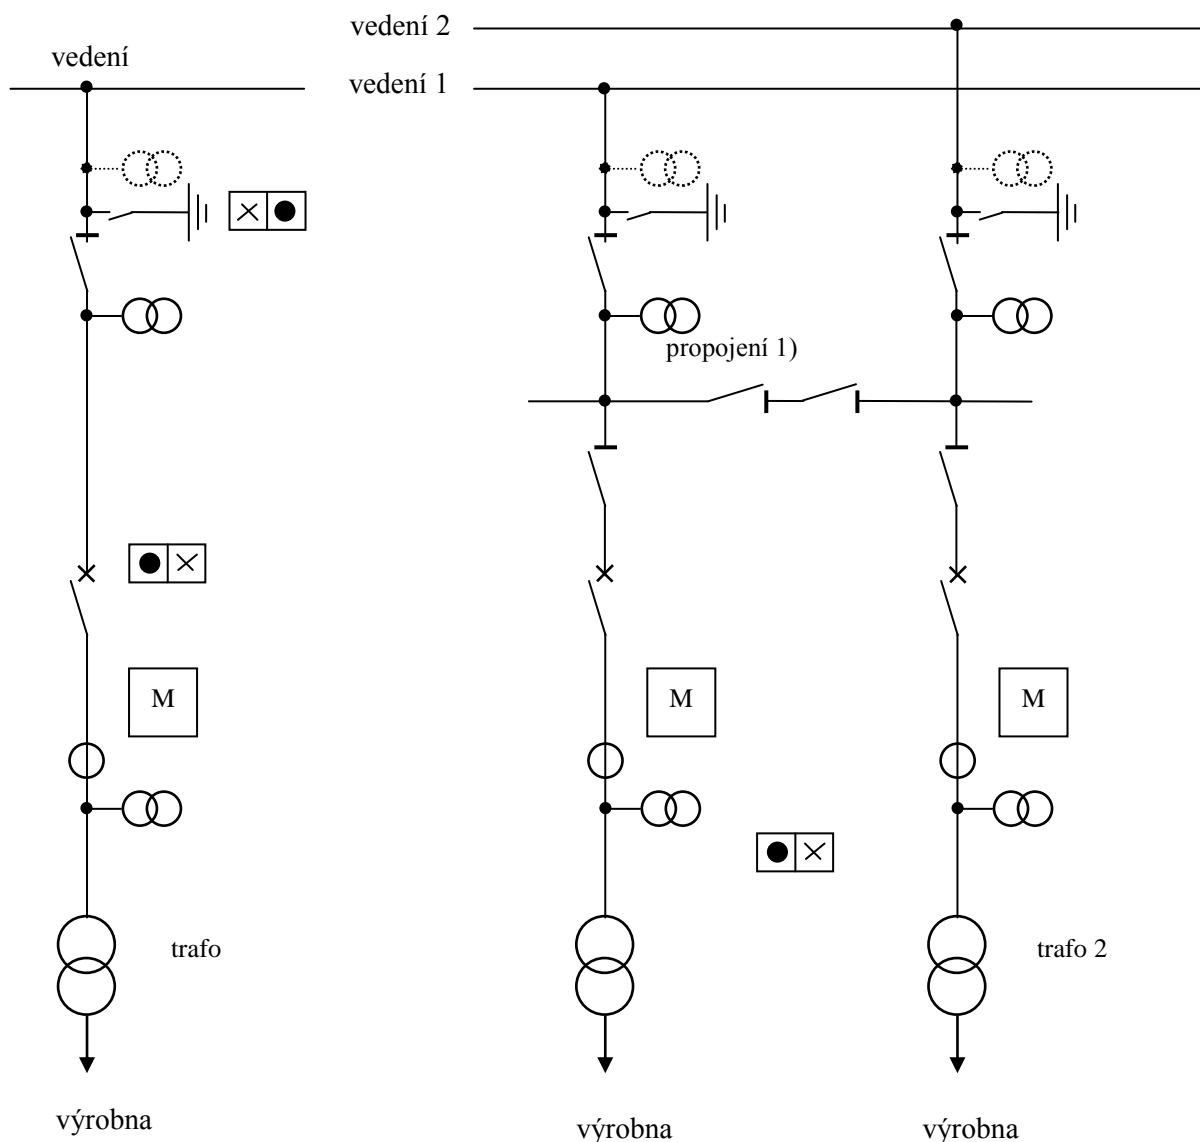 vedení 2
vedení
vedení 1
propojení 1)
M
M
M
trafo
trafo 2
výrobna
výrobna
výrobna